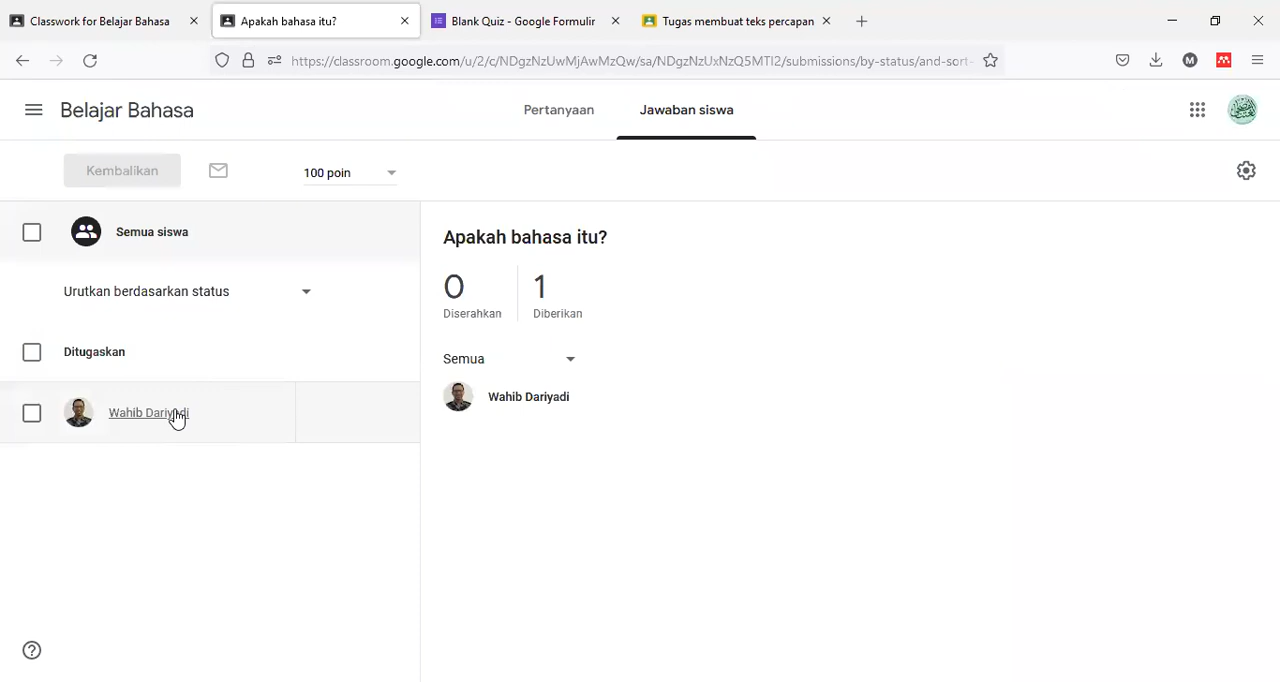 Classwork for Belajar Bahasa
Apakah bahasa itu?
Blank Quiz - Google Formulir
Tugas membuat teks percapan
https://classroom.google.com/u/2/c/NDgzNzUwMjAwMzQw/sa/NDgzNzUxNzQ5MTI2/submissions/by-status/and-sort-
M
Belajar Bahasa
Pertanyaan
Jawaban siswa
Kembalikan
100 poin
Semua siswa
Urutkan berdasarkan status
Ditugaskan
Wahib Dariyadi
Apakah bahasa itu?
0
1
Diserahkan
Diberikan
Semua
Wahib Dariyadi